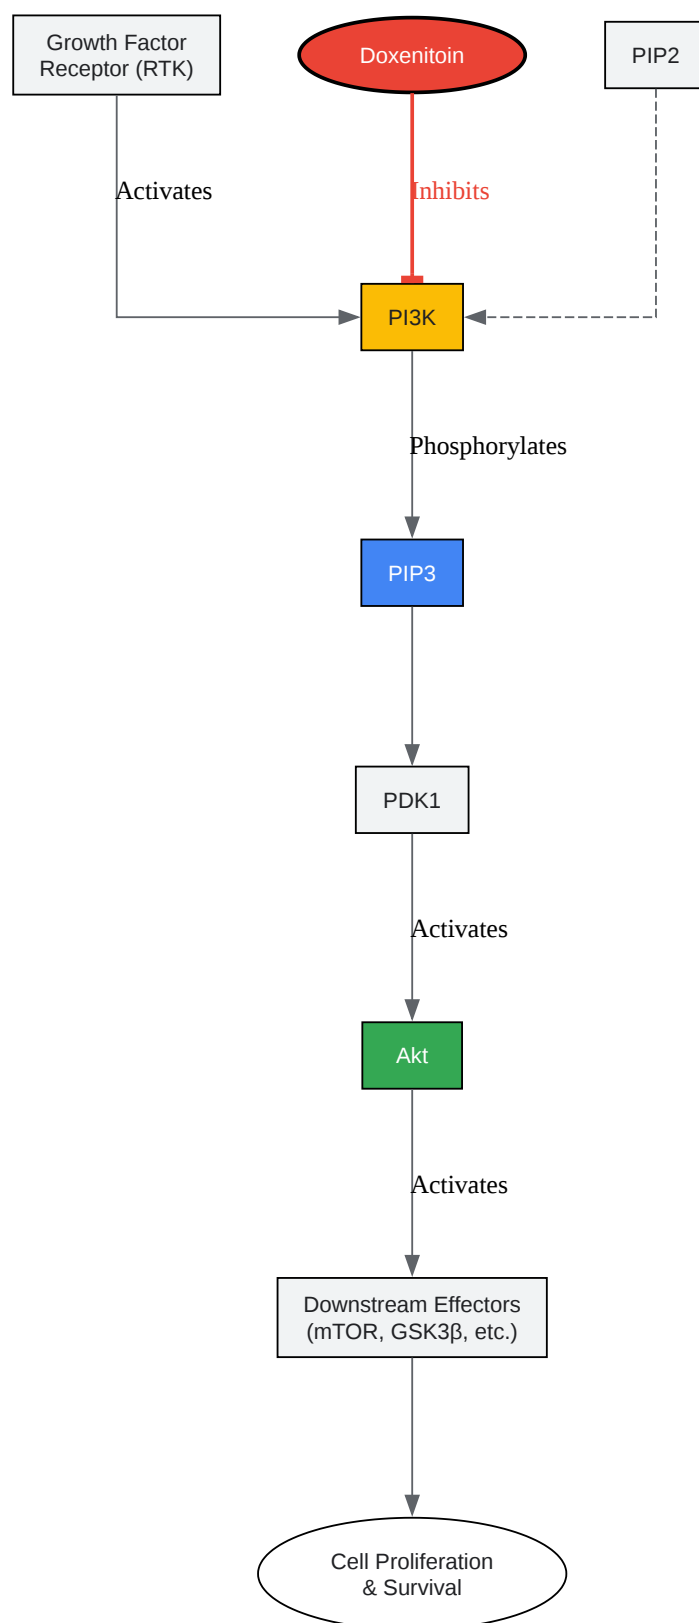 Growth Factor
Receptor (RTK)
Doxenitoin
PIP2
Activates
Inhibits
PI3K
Phosphorylates
PIP3
PDK1
Activates
Akt
Activates
Downstream Effectors
(mTOR, GSK3β, etc.)
Cell Proliferation
& Survival